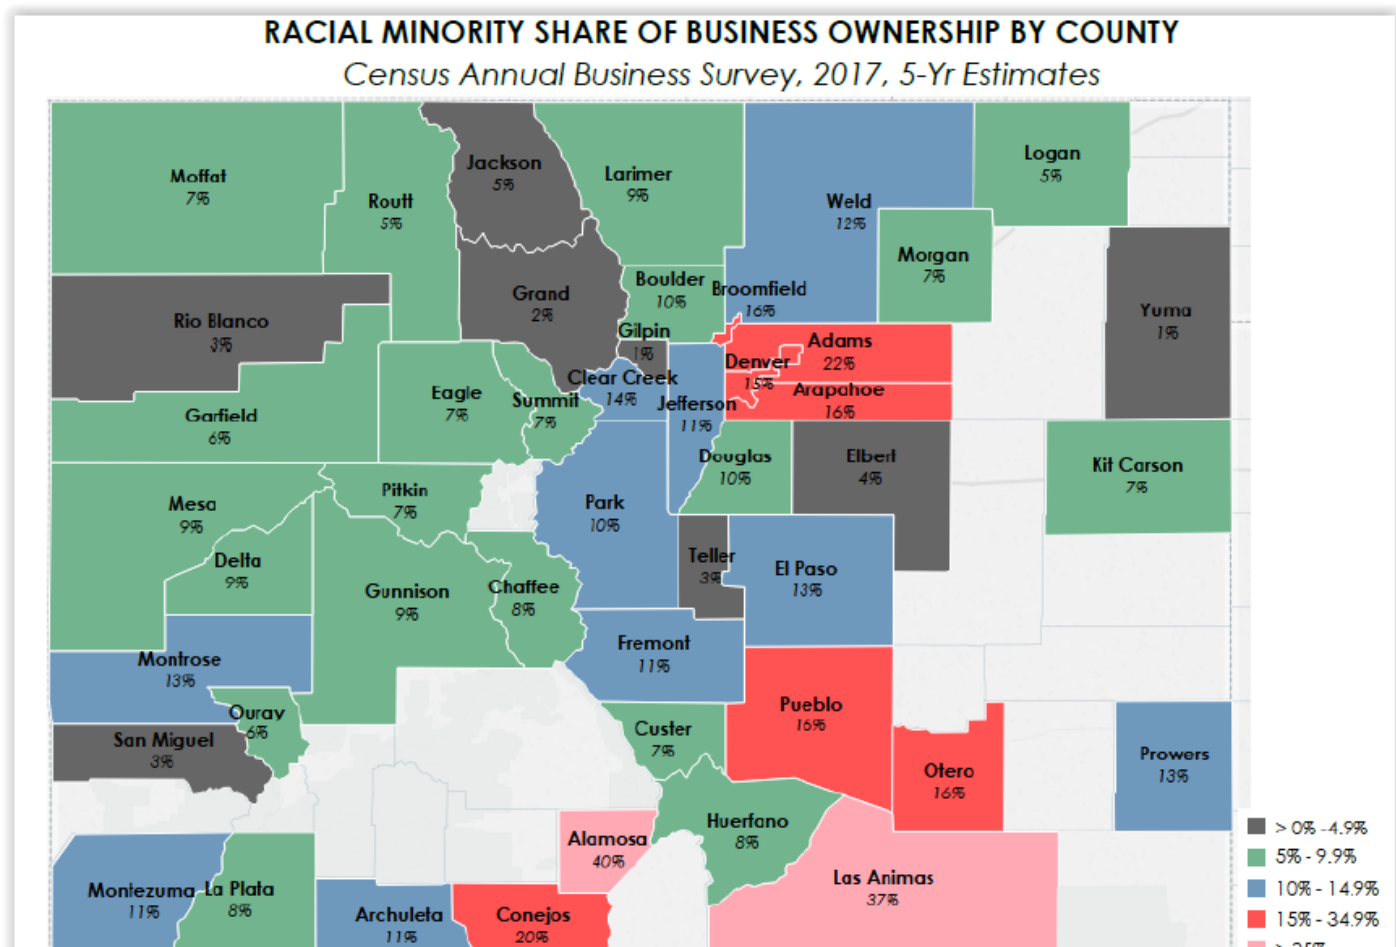 RACIAL MINORITY SHARE OF BUSINESS OWNERSHIP BY COUNTY
Census Annual Business Survey, 2017, 5-Yr Estimates
Moffat
7%
Routt
5%
Jackson
5%
Larimer
9%
Weld
12%
Logan
5%
Morgan
7%
Rio Blanco
3%
Grand
2%
Boulder
10%
Broomfield
16%
Yuma
1%
Gilpin
1%
Adams
22%
Denver
15%
Clear Creek
14%
Jefferson
11%
Arapahoe
16%
Garfield
6%
Eagle
7%
Summit
7%
Douglas
10%
Elbert
4%
Kit Carson
7%
Mesa
9%
Pitkin
7%
Park
10%
Delta
9%
Gunnison
9%
Chaffee
8%
Teller
3%
El Paso
13%
Montrose
13%
Fremont
11%
Ouray
6%
San Miguel
3%
Custer
7%
Pueblo
16%
Otero
16%
Prowers
13%
Alamosa
40%
Huerfano
8%
Las Animas
37%
Montezuma
11%
La Plata
8%
Archuleta
11%
Conejos
20%
> 0% -4.9%
5% - 9.9%
10% - 14.9%
15% - 34.9%